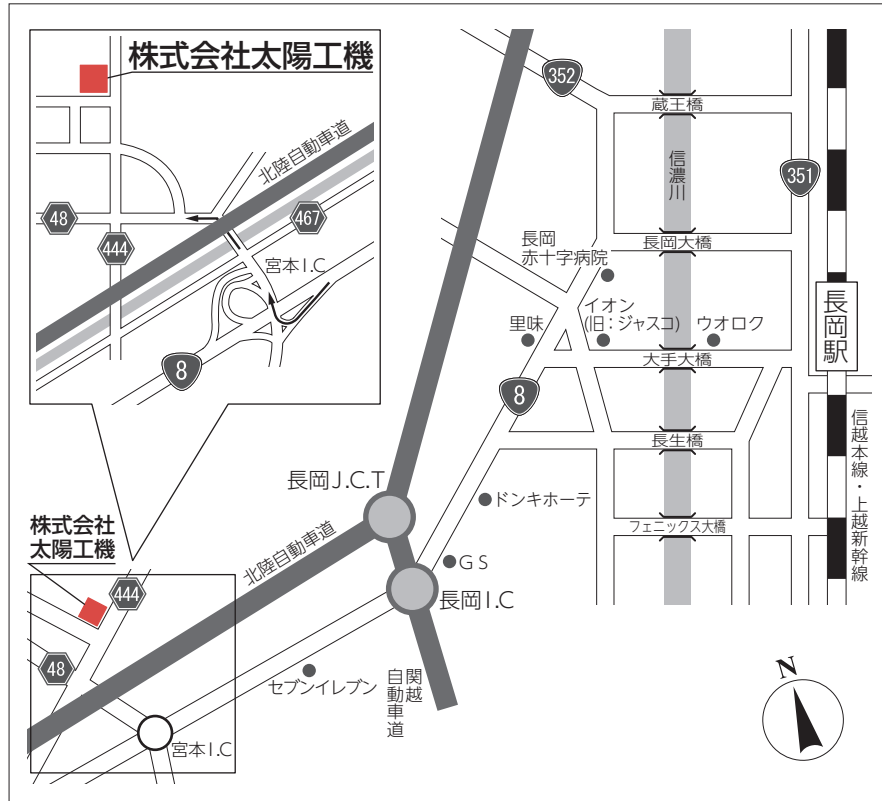 株式会社太陽工機
北陸自動車道
48
444
467
宮本I.C
8
352
蔵王橋
信濃川
351
長岡大橋
長岡
赤十字病院
イオン
(旧：ジャスコ)
里味
ウオロク
長岡駅
大手大橋
8
長生橋
信越本線・上越新幹線
長岡J.C.T
ドンキホーテ
フェニックス大橋
株式会社
太陽工機
444
北陸自動車道
GS
長岡I.C
48
セブンイレブン
関越
自動車道
宮本I.C
N